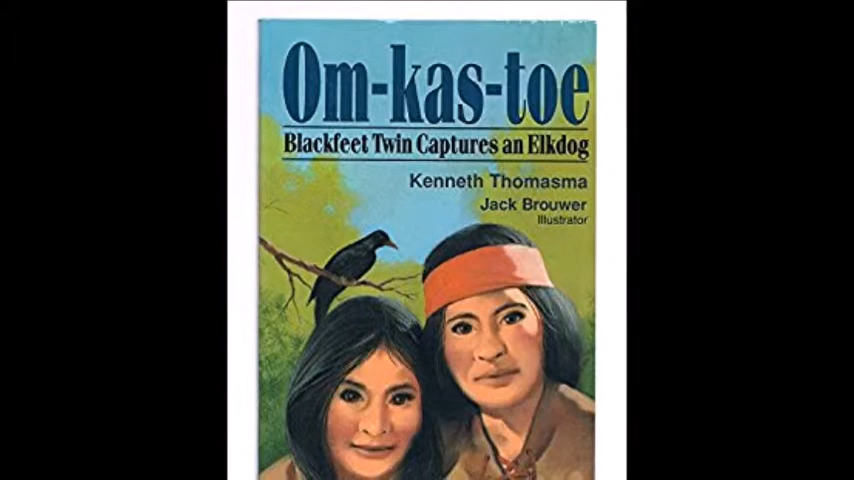 Om-kas-toe
Blackfeet Twin Captures an Elkdog
Kenneth Thomasma
Jack Brouwer
Illustrator